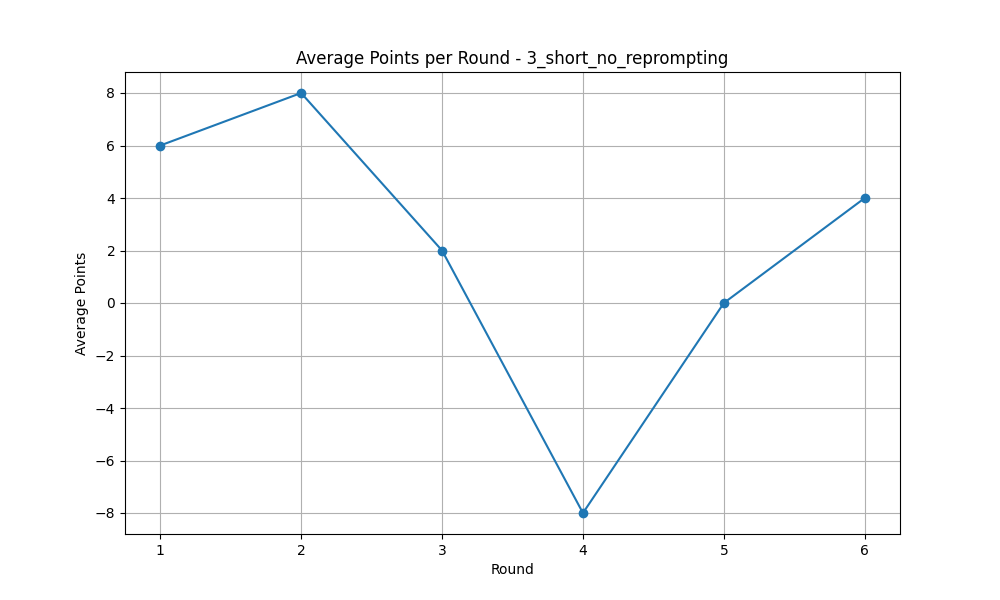 Average Points per Round - 3_short_no_reprompting
8
6
4
2
0
−2
−4
−6
−8
Average Points
1 2 3 4 5 6
Round